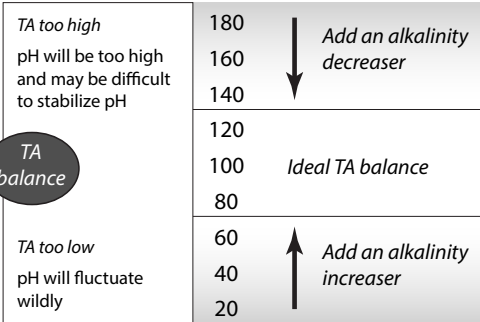 TA too high
pH will be too high
and may be difficult
to stabilize pH
TA
balance
TA too low
pH will fluctuate
wildly
180
160
140
120
100
80
60
40
20
Add an alkalinity
decreaser
Ideal TA balance
Add an alkalinity
increaser